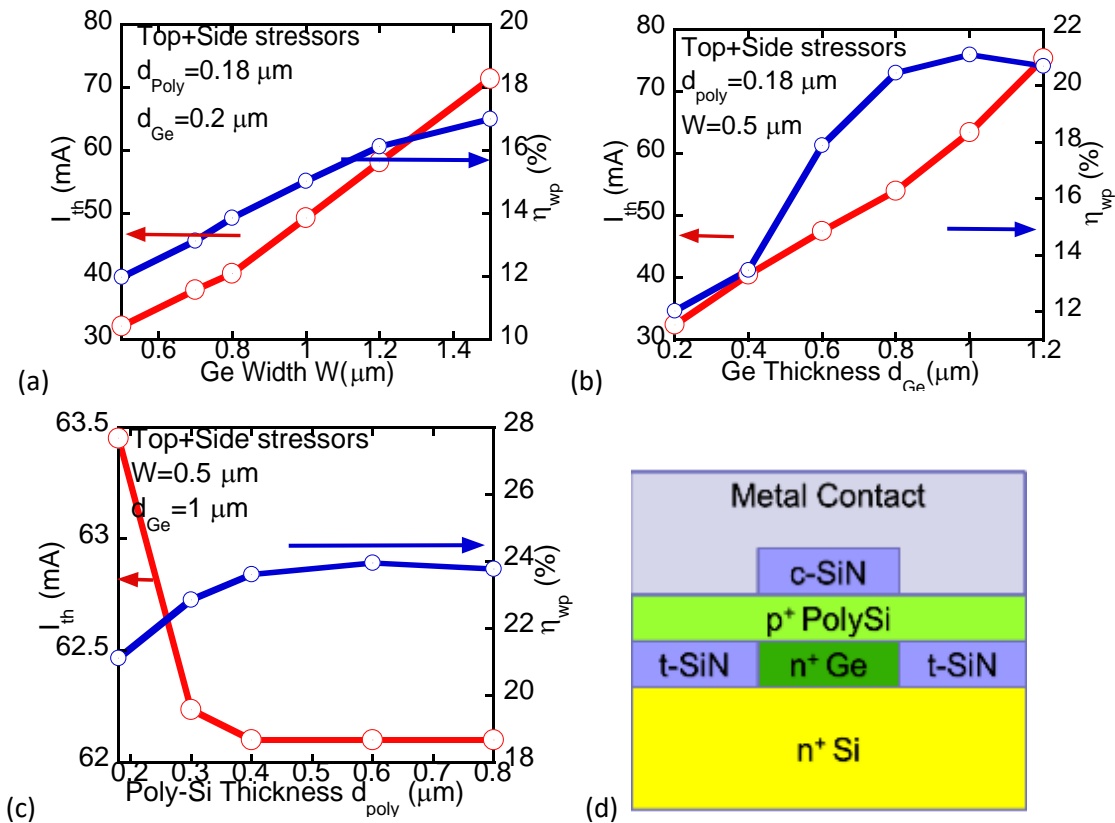 80
70
60
50
40
30
I_th (mA)
Top+Side stressors
d_Poly=0.18 μm
d_Ge=0.2 μm
20
18
16
14
12
10
η_wp (%)
0.6 0.8 1 1.2 1.4
Ge Width W(μm)
(a)
80
70
60
50
40
30
I_th (mA)
Top+Side stressors
d_poly=0.18 μm
W=0.5 μm
22
20
18
16
14
12
η_wp (%)
0.2 0.4 0.6 0.8 1 1.2
Ge Thickness d_Ge(μm)
(b)
63.5
63
62.5
62
I_th (mA)
Top+Side stressors
W=0.5 μm
d_Ge=1 μm
28
26
24
22
20
18
η_wp (%)
0.2 0.3 0.4 0.5 0.6 0.7 0.8
Poly-Si Thickness d_poly (μm)
(c)
Metal Contact
c-SiN
p+ PolySi
t-SiN n+ Ge t-SiN
n+ Si
(d)